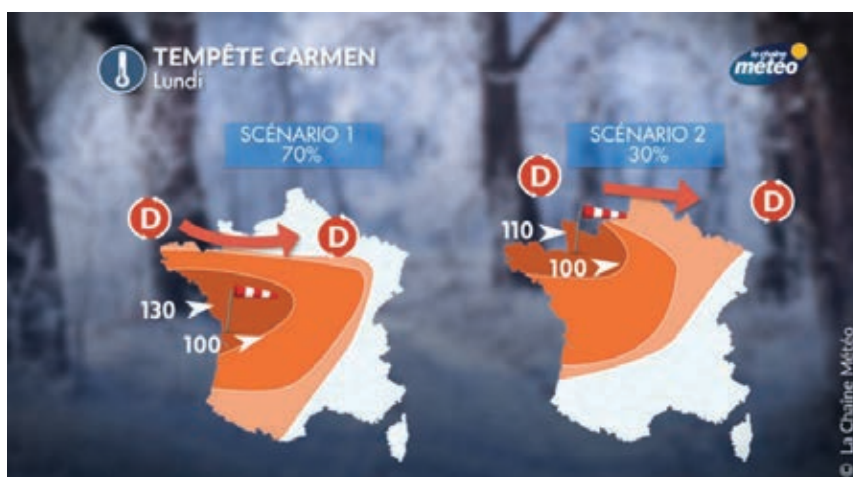 TEMPÊTE CARMEN
Lundi
la chaîne
météo
SCÉNARIO 1
70%
SCÉNARIO 2
30%
D
D
130
100
D
D
110
100
© La Chaîne Météo